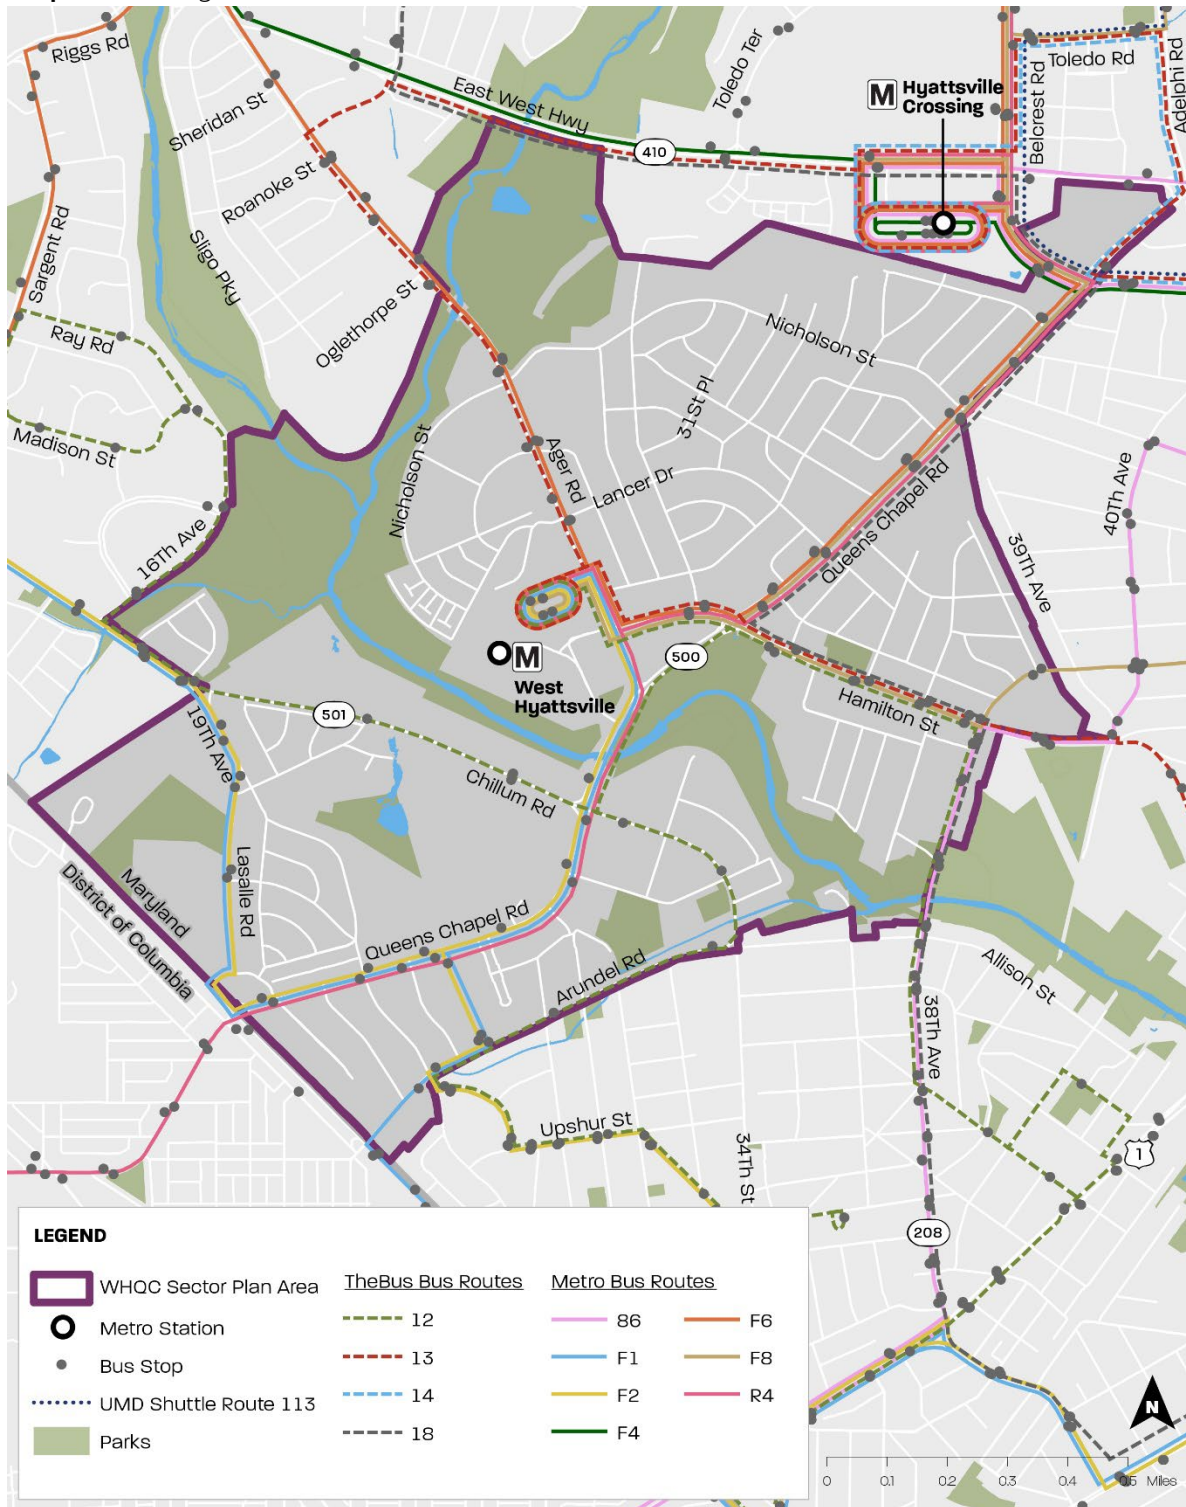 Riggs Rd
Sheridan St
East West Hwy
Toledo Ter
Hyattsville
Crossing
M
Toledo Rd
Belcrest Rd
Adelphi Rd
410
Roanoke St
Sargent Rd
Sligo Pky
Oglethorpe St
Ray Rd
Nicholson St
31St Pl
Madison St
Ager Rd
Lancer Dr
Nicholson St
Queens Chapel Rd
40Th Ave
39Th Ave
16Th Ave
M
West
Hyattsville
500
501
19Th Ave
Hamilton St
Chillum Rd
Lasalle Rd
Maryland
District of Columbia
Queens Chapel Rd
Arundel Rd
Allison St
38Th Ave
Upshur St
34Th St
1
208
LEGEND
WHQC Sector Plan Area
Metro Station
Bus Stop
UMD Shuttle Route 113
Parks
TheBus Bus Routes
12
13
14
18
Metro Bus Routes
86
F1
F2
F4
F6
F8
R4
N
0 0.1 0.2 0.3 0.4 0.5 Miles